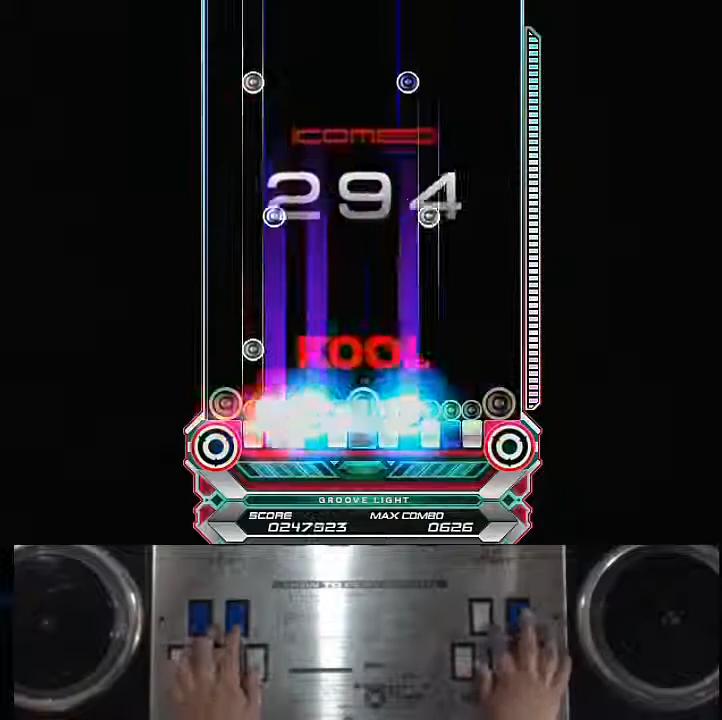 COMBO
294
KOOL
GROOVE LIGHT
SCORE MAX COMBO
0247923 0626